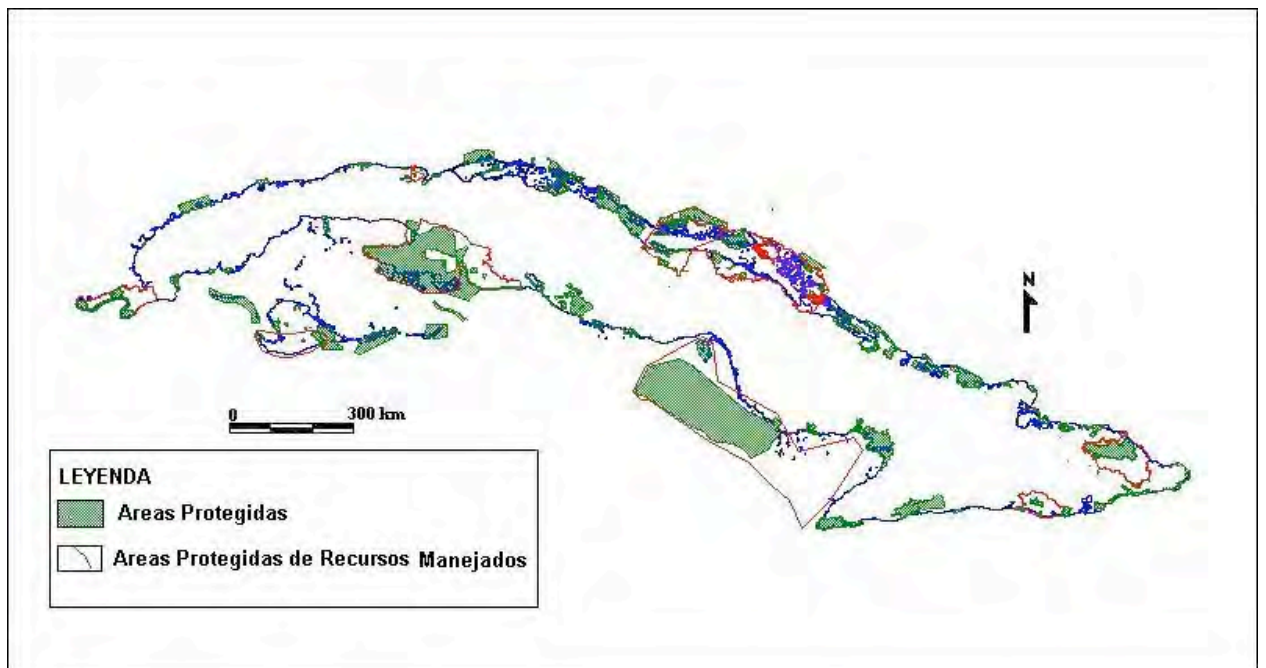 N
0 300 km
LEYENDA
Areas Protegidas
Areas Protegidas de Recursos Manejados